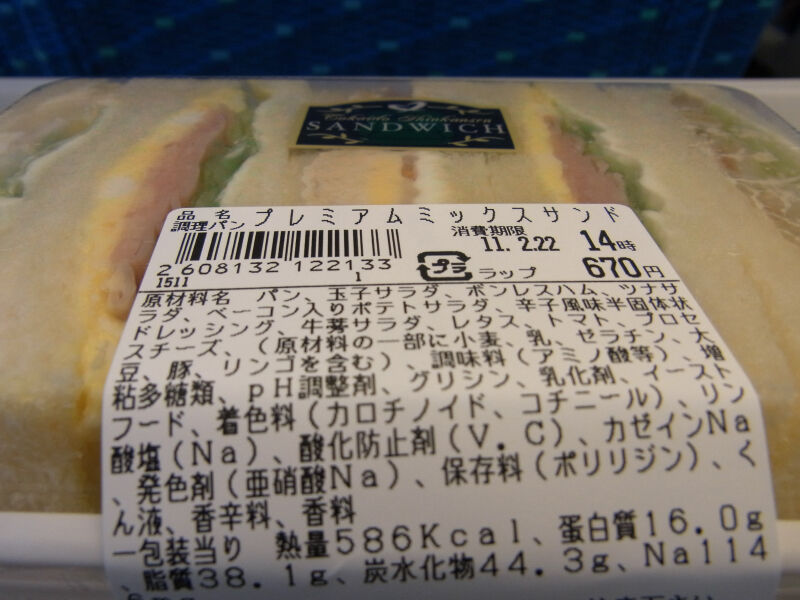 Tokaido Shinkansen
SANDWICH
品名 プレミアムミックスサンド
調理パン
消費期限
11. 2.22 14時
2608132 122133
プラ ラップ 670円
1511 1
原材料名 パン、玉子サラダ、ボンレスハム、ツナサ
ラダ、ベーコン入りポテトサラダ、辛子風味半固体状
ドレッシング、牛蒡サラダ、レタス、トマト、プロセ
スチーズ、(原材料の一部に小麦、乳、ゼラチン、大
豆、豚、リンゴを含む)、調味料(アミノ酸等)、増
粘多糖類、pH調整剤、グリシン、乳化剤、イースト
フード、着色料(カロチノイド、コチニール)、リン
酸塩(Na)、酸化防止剤(V.C)、カゼインNa
、発色剤(亜硝酸Na)、保存料(ポリリジン)、く
ん液、香辛料、香料
一包装当り 熱量586Kcal、蛋白質16.0g
、脂質38.1g、炭水化物44.3g、Na114